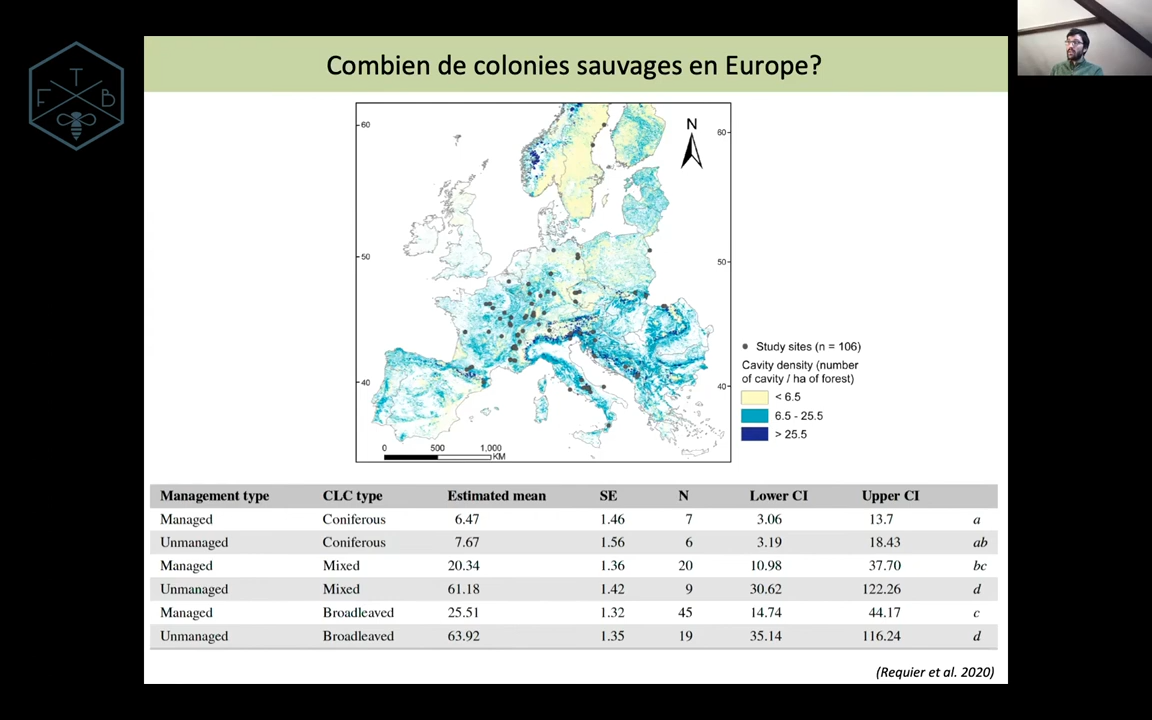 T
F B
Combien de colonies sauvages en Europe?
N
60
60
50
50
40
40
0 500 1,000
KM
Study sites (n = 106)
Cavity density (number
of cavity / ha of forest)
< 6.5
6.5 - 25.5
> 25.5
Management type CLC type Estimated mean SE N Lower CI Upper CI
Managed Coniferous 6.47 1.46 7 3.06 13.7 a
Unmanaged Coniferous 7.67 1.56 6 3.19 18.43 ab
Managed Mixed 20.34 1.36 20 10.98 37.70 bc
Unmanaged Mixed 61.18 1.42 9 30.62 122.26 d
Managed Broadleaved 25.51 1.32 45 14.74 44.17 c
Unmanaged Broadleaved 63.92 1.35 19 35.14 116.24 d
(Requier et al. 2020)